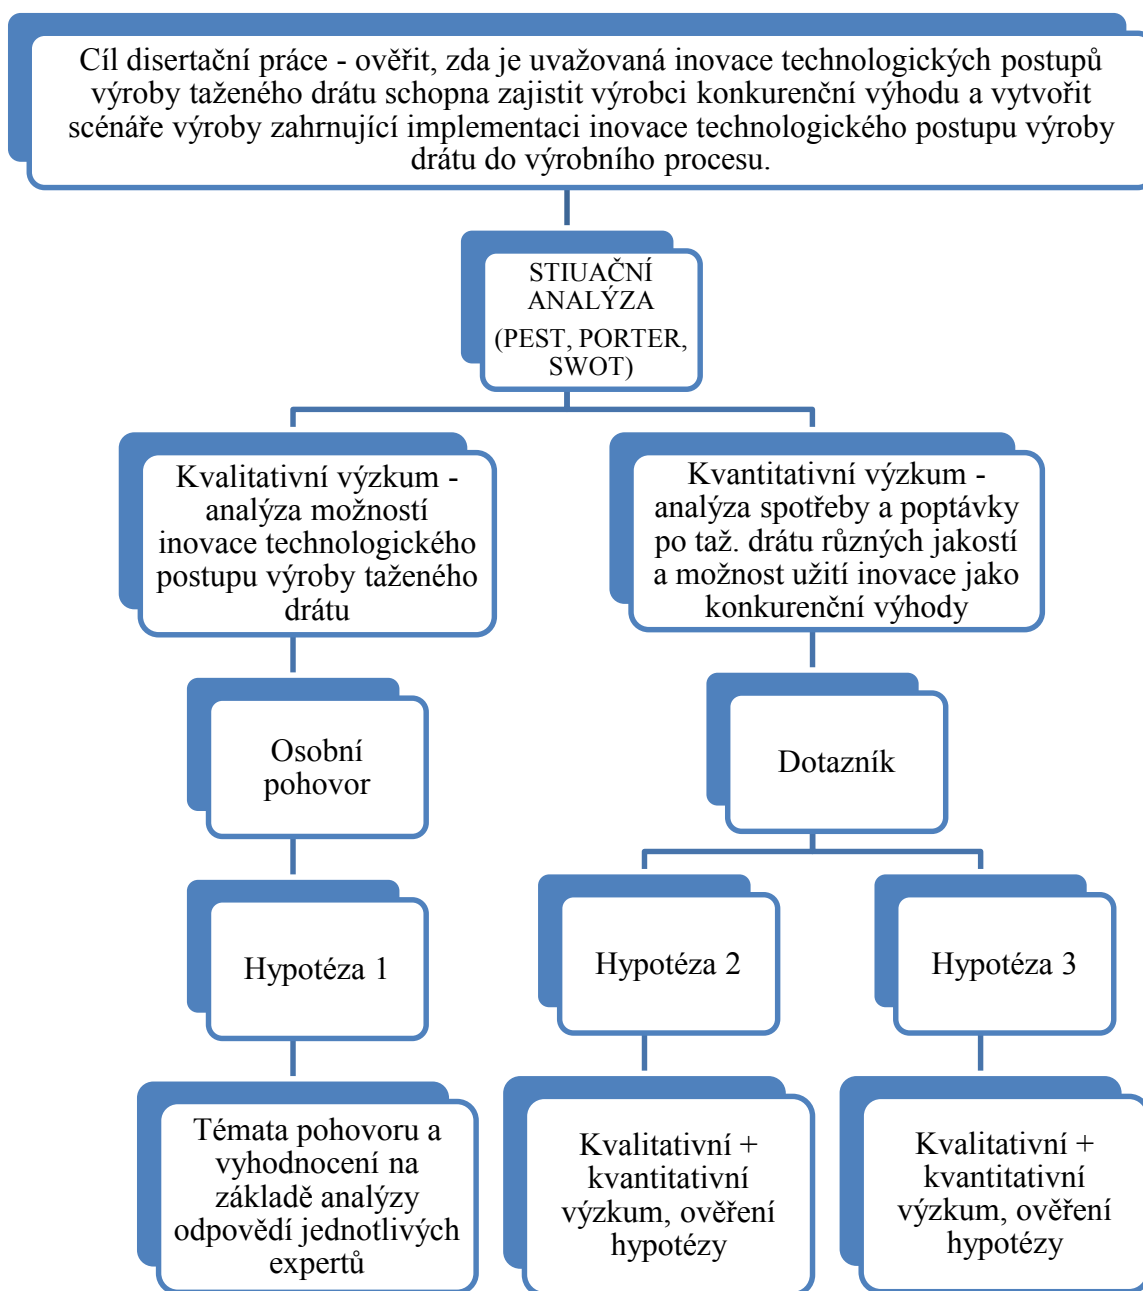 Cíl disertační práce - ověřit, zda je uvažovaná inovace technologických postupů
výroby taženého drátu schopna zajistit výrobci konkurenční výhodu a vytvořit
scénáře výroby zahrnující implementaci inovace technologického postupu výroby
drátu do výrobního procesu.
STIUAČNÍ
ANALÝZA
(PEST, PORTER,
SWOT)
Kvalitativní výzkum -
analýza možností
inovace technologického
postupu výroby taženého
drátu
Kvantitativní výzkum -
analýza spotřeby a poptávky
po taž. drátu různých jakostí
a možnost užití inovace jako
konkurenční výhody
Osobní
pohovor
Dotazník
Hypotéza 1
Hypotéza 2
Hypotéza 3
Témata pohovoru a
vyhodnocení na
základě analýzy
odpovědí jednotlivých
expertů
Kvalitativní +
kvantitativní
výzkum, ověření
hypotézy
Kvalitativní +
kvantitativní
výzkum, ověření
hypotézy